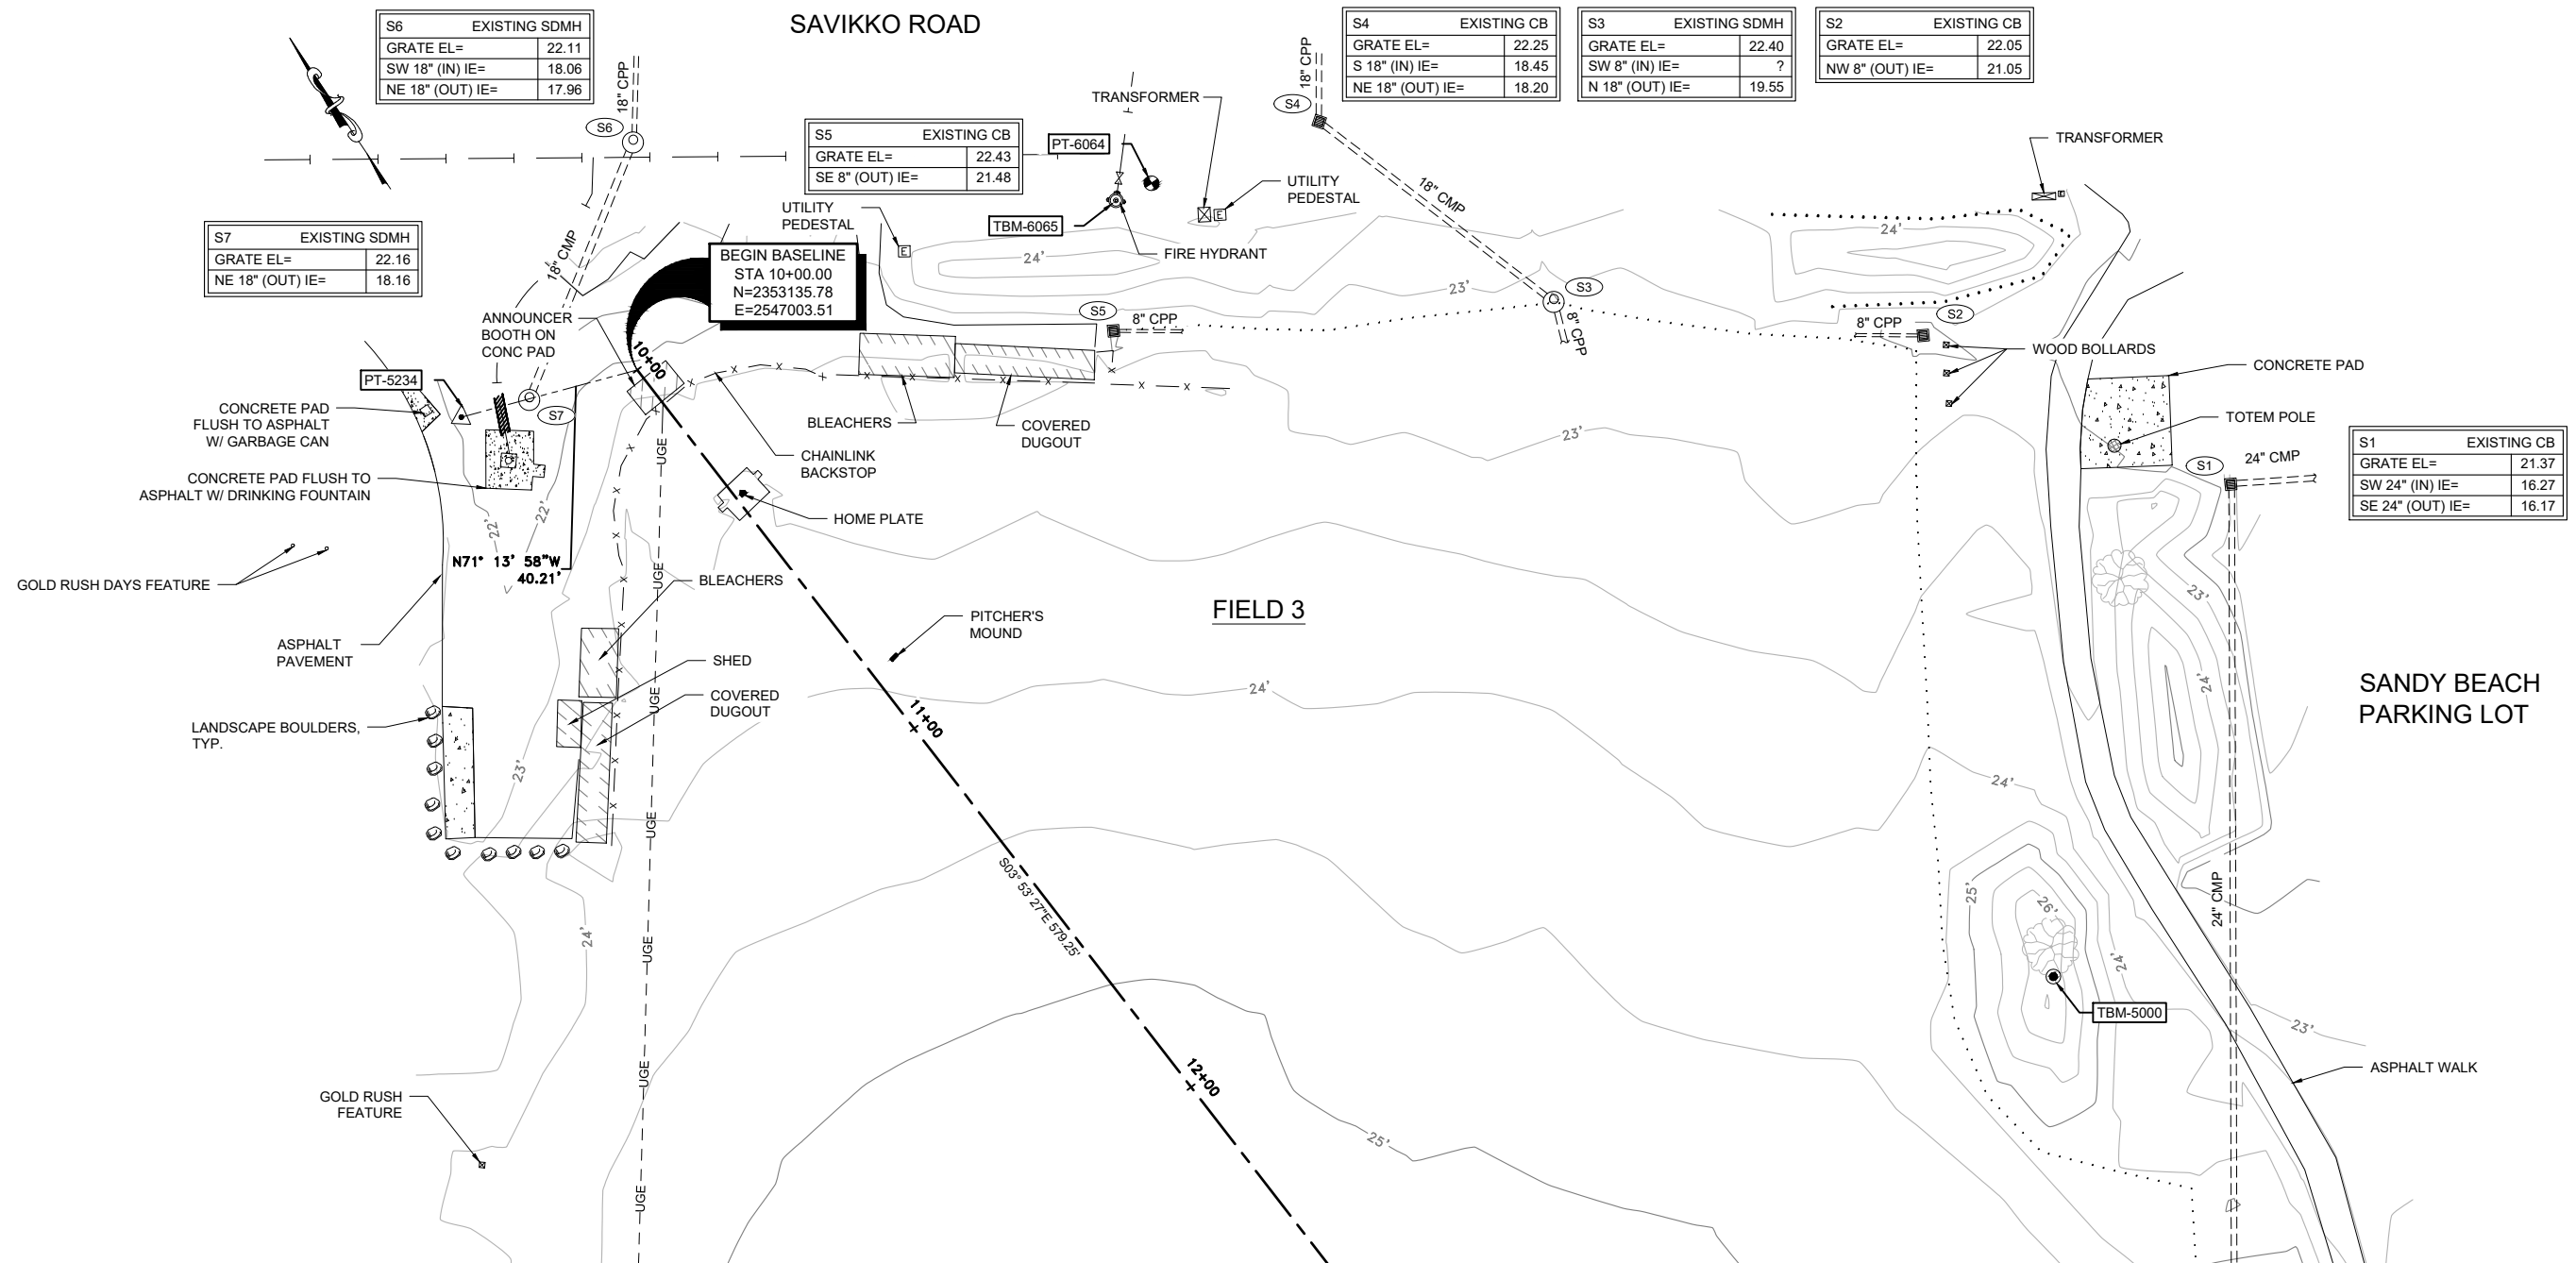 SAVIKKO ROAD
S6 EXISTING SDMH
GRATE EL= 22.11
SW 18" (IN) IE= 18.06
NE 18" (OUT) IE= 17.96
S4 EXISTING CB
GRATE EL= 22.25
S 18" (IN) IE= 18.45
NE 18" (OUT) IE= 18.20
S3 EXISTING SDMH
GRATE EL= 22.40
SW 8" (IN) IE= ?
N 18" (OUT) IE= 19.55
S2 EXISTING CB
GRATE EL= 22.05
NW 8" (OUT) IE= 21.05
S5 EXISTING CB
GRATE EL= 22.43
SE 8" (OUT) IE= 21.48
S7 EXISTING SDMH
GRATE EL= 22.16
NE 18" (OUT) IE= 18.16
S1 EXISTING CB
GRATE EL= 21.37
SW 24" (IN) IE= 16.27
SE 24" (OUT) IE= 16.17
18" CPP
S6
18" CMP
TRANSFORMER
PT-6064
TBM-6065
UTILITY
PEDESTAL
FIRE HYDRANT
UTILITY
PEDESTAL
E
E
18" CPP
S4
18" CMP
TRANSFORMER
E
24'
24'
23'
BEGIN BASELINE
STA 10+00.00
N=2353135.78
E=2547003.51
ANNOUNCER
BOOTH ON
CONC PAD
10+00
S5
8" CPP
S3
8" CPP
8" CPP
S2
WOOD BOLLARDS
CONCRETE PAD
TOTEM POLE
S1
24" CMP
PT-5234
CONCRETE PAD
FLUSH TO ASPHALT
W/ GARBAGE CAN
S7
CONCRETE PAD FLUSH TO
ASPHALT W/ DRINKING FOUNTAIN
BLEACHERS
COVERED
DUGOUT
CHAINLINK
BACKSTOP
HOME PLATE
23'
UGE
22'
22'
N71° 13' 58"W
40.21'
GOLD RUSH DAYS FEATURE
UGE
BLEACHERS
PITCHER'S
MOUND
FIELD 3
23'
ASPHALT
PAVEMENT
SHED
COVERED
DUGOUT
UGE
24'
24'
SANDY BEACH
PARKING LOT
LANDSCAPE BOULDERS,
TYP.
11+00
23'
24'
UGE
S03° 53' 27"E 579.25'
25'
26'
24" CMP
24'
UGE
24'
TBM-5000
23'
ASPHALT WALK
UGE
12+00
GOLD RUSH
FEATURE
25'
UGE